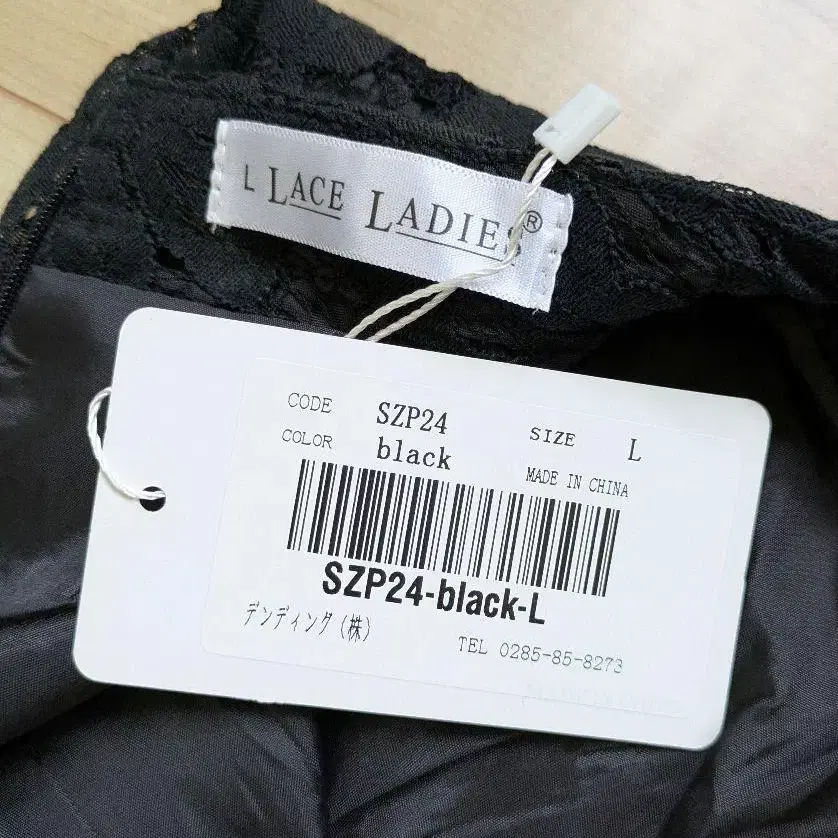 L LACE LADIES®
CODE SZP24 SIZE L
COLOR black MADE IN CHINA
SZP24-black-L
デンディング(株) TEL 0285-85-8273